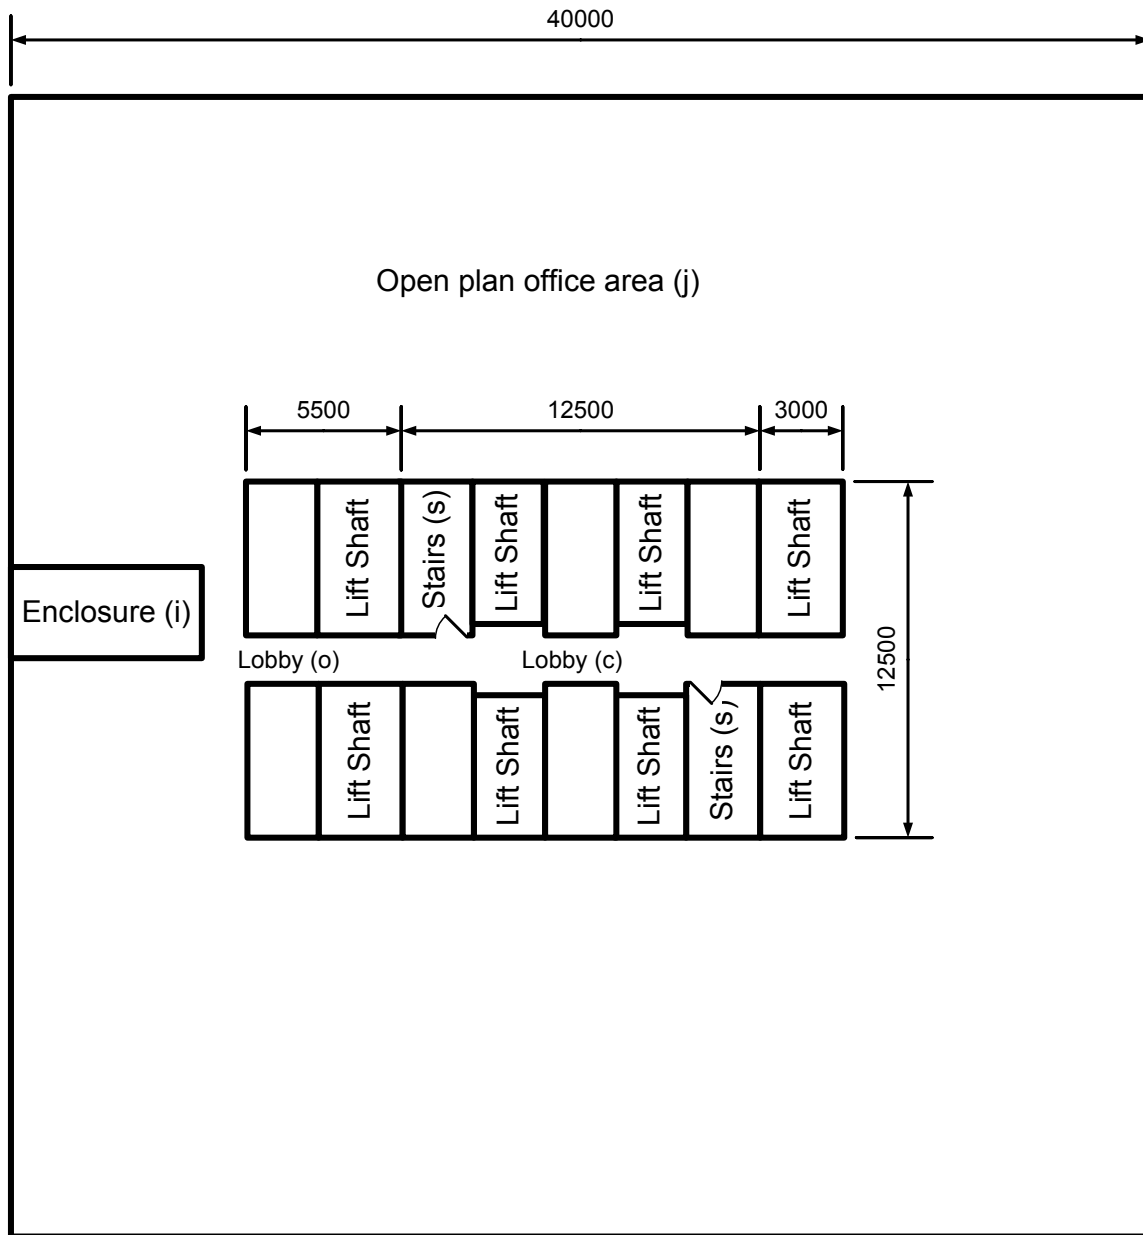 40000
Open plan office area (j)
5500
12500
3000
Lift Shaft
Stairs (s)
Lift Shaft
Lift Shaft
Lift Shaft
Enclosure (i)
Lobby (o)
Lobby (c)
12500
Lift Shaft
Lift Shaft
Lift Shaft
Stairs (s)
Lift Shaft